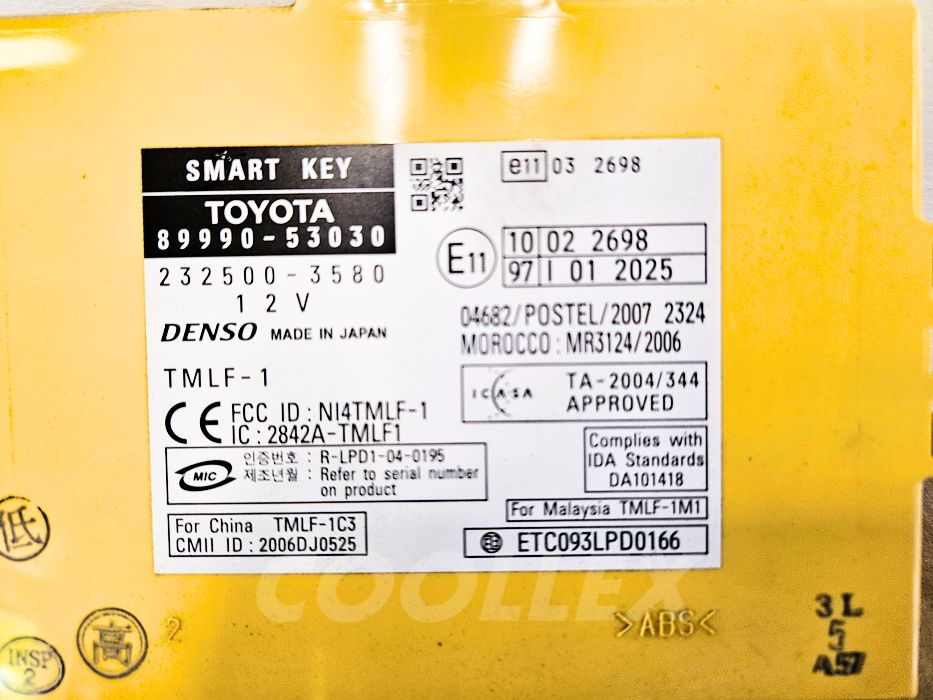 SMART KEY
TOYOTA
89990-53030
232500-3580
12V
DENSO MADE IN JAPAN
TMLF-1
CE FCC ID : NI4TMLF-1
IC : 2842A-TMLF1
MIC 인증번호 : R-LPD1-04-0195
제조년월 : Refer to serial number
on product
For China TMLF-1C3
CMII ID : 2006DJ0525
e11 03 2698
E11 10 02 2698
97 I 01 2025
04682/POSTEL/2007 2324
MOROCCO : MR3124/2006
ICASA TA-2004/344
APPROVED
Complies with
IDA Standards
DA101418
For Malaysia TMLF-1M1
ETC093LPD0166
COOLLEX
低
INSP
2
高
2
>ABS<
3L
5
A57